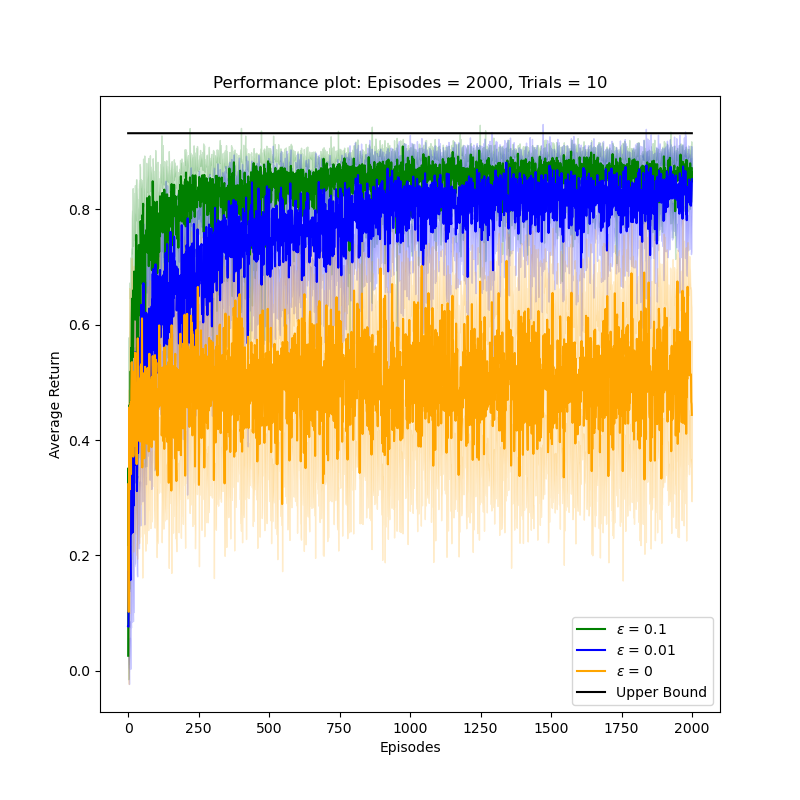 Performance plot: Episodes = 2000, Trials = 10
Average Return
0.8
0.6
0.4
0.2
0.0
0 250 500 750 1000 1250 1500 1750 2000
Episodes
ε = 0.1
ε = 0.01
ε = 0
Upper Bound